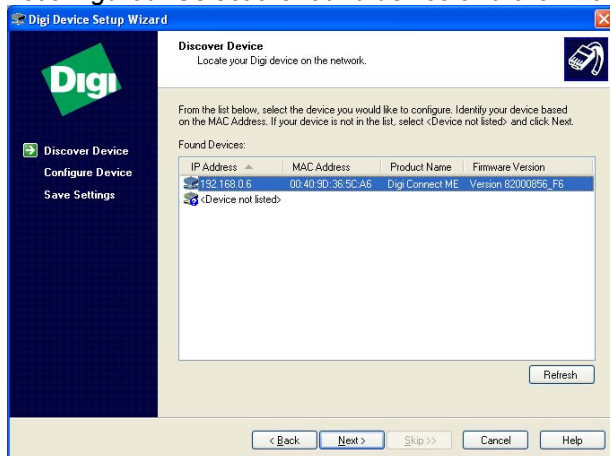 Digi Device Setup Wizard
Discover Device
Locate your Digi device on the network.
Digi
From the list below, select the device you would like to configure. Identify your device based
on the MAC Address. If your device is not in the list, select <Device not listed> and click Next.
Discover Device
Configure Device
Save Settings
Found Devices:
IP Address MAC Address Product Name Firmware Version
192.168.0.6 00:40:9D:36:5C:A6 Digi Connect ME Version 82000856_F6
<Device not listed>
Refresh
< Back Next > Skip >> Cancel Help